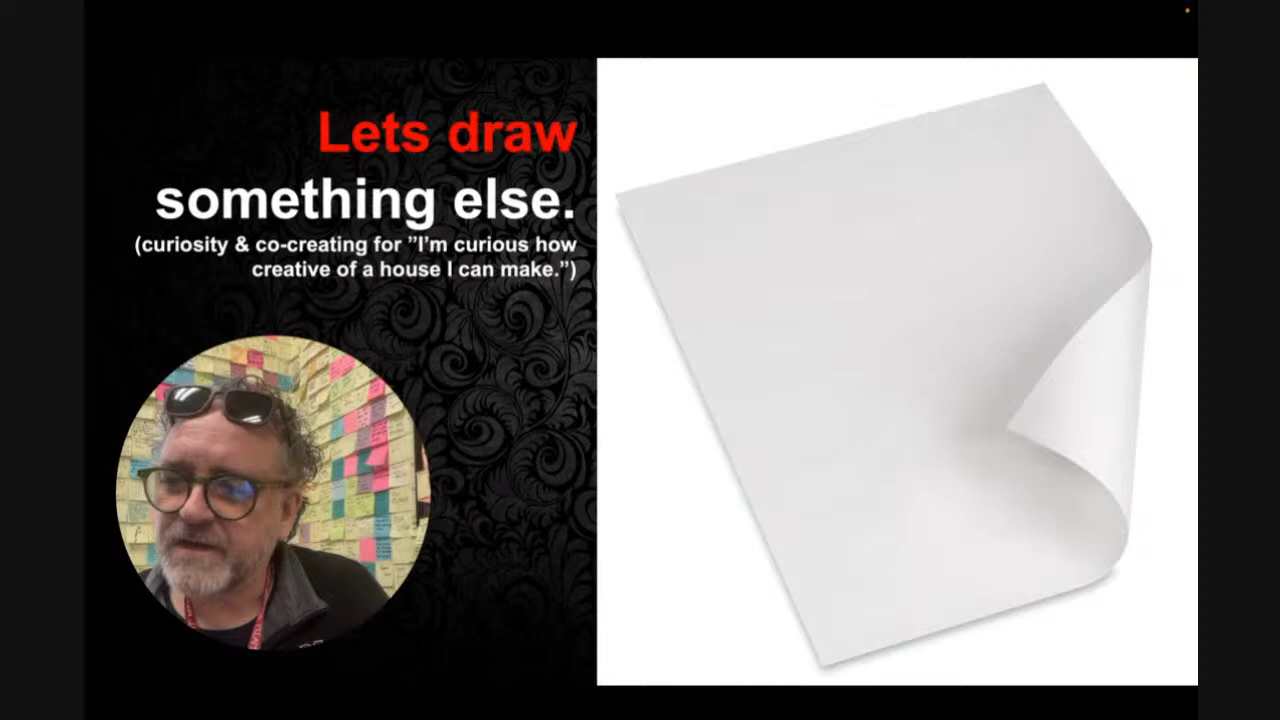 Lets draw
something else.
(curiosity & co-creating for ”I’m curious how
creative of a house I can make.”)